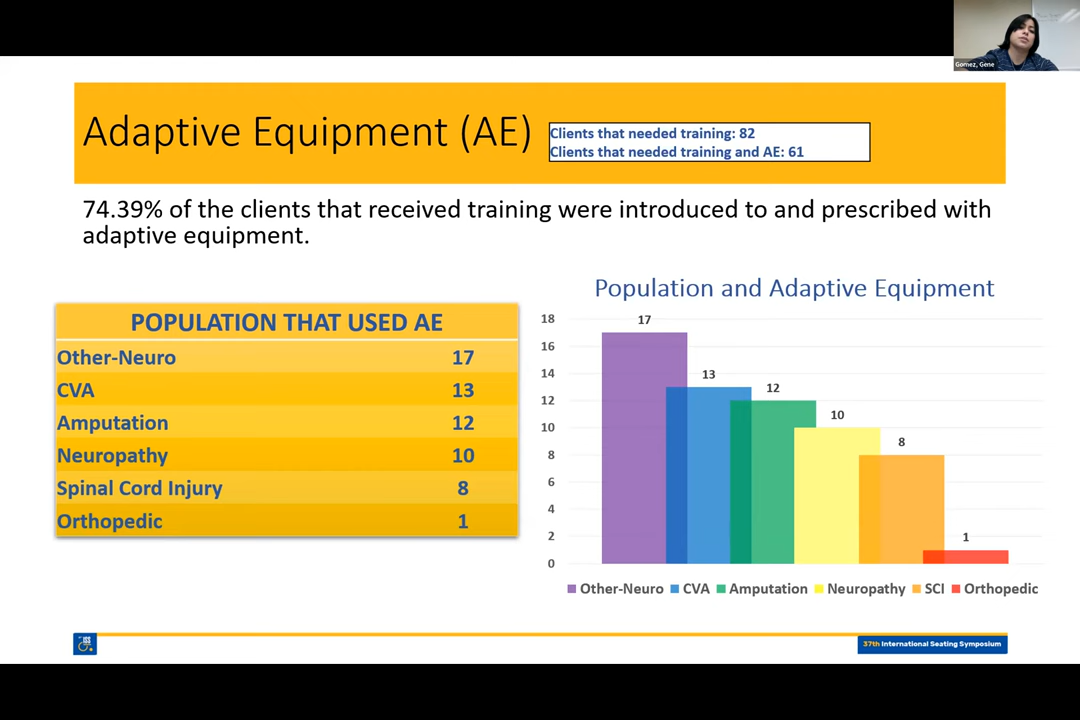 Gomez, Gene
Adaptive Equipment (AE)
Clients that needed training: 82
Clients that needed training and AE: 61
74.39% of the clients that received training were introduced to and prescribed with
adaptive equipment.
POPULATION THAT USED AE
Other-Neuro 17
CVA 13
Amputation 12
Neuropathy 10
Spinal Cord Injury 8
Orthopedic 1
Population and Adaptive Equipment
18
16
14
12
10
8
6
4
2
0
17
13
12
10
8
1
Other-Neuro CVA Amputation Neuropathy SCI Orthopedic
37th International Seating Symposium